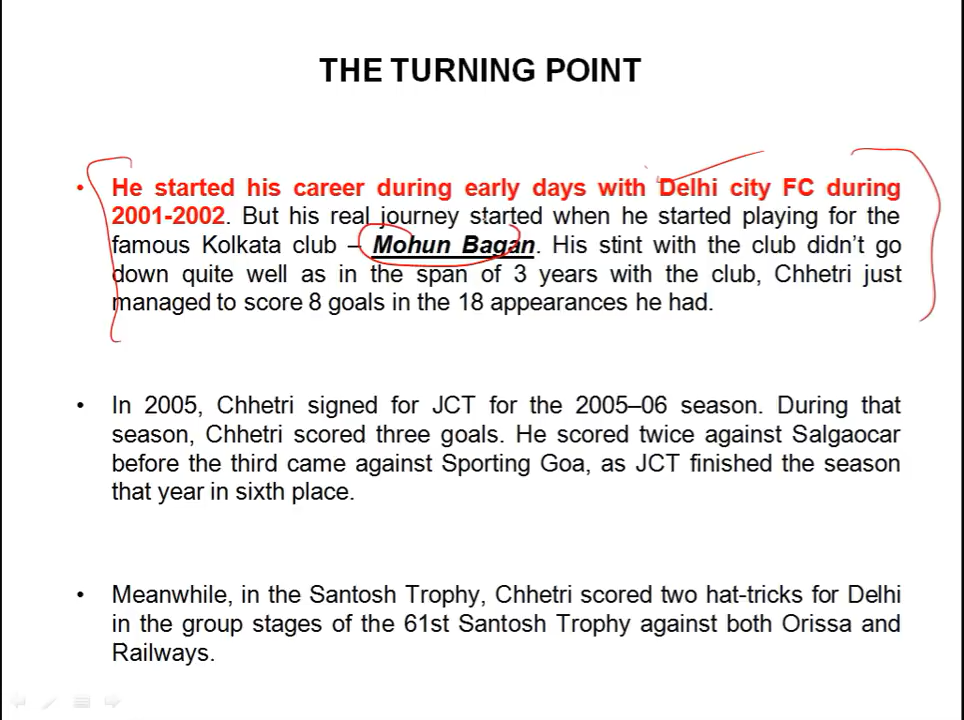 THE TURNING POINT
• He started his career during early days with Delhi city FC during
2001-2002. But his real journey started when he started playing for the
famous Kolkata club – Mohun Bagan. His stint with the club didn’t go
down quite well as in the span of 3 years with the club, Chhetri just
managed to score 8 goals in the 18 appearances he had.
• In 2005, Chhetri signed for JCT for the 2005–06 season. During that
season, Chhetri scored three goals. He scored twice against Salgaocar
before the third came against Sporting Goa, as JCT finished the season
that year in sixth place.
• Meanwhile, in the Santosh Trophy, Chhetri scored two hat-tricks for Delhi
in the group stages of the 61st Santosh Trophy against both Orissa and
Railways.